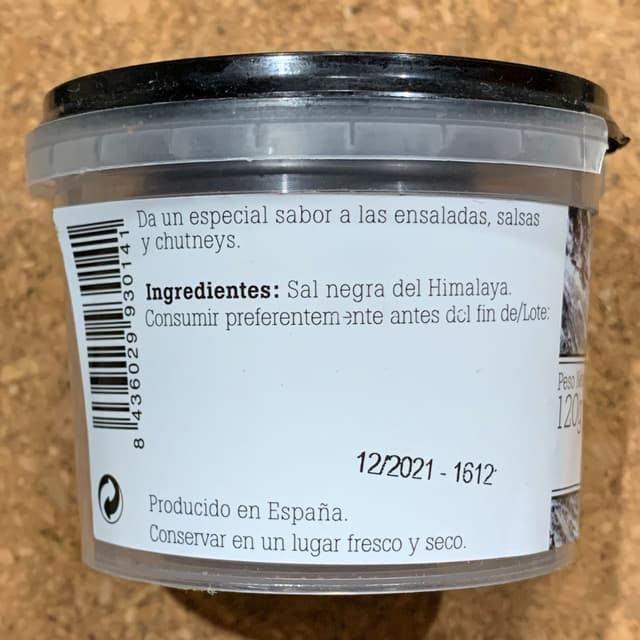 Da un especial sabor a las ensaladas, salsas
y chutneys.
Ingredientes: Sal negra del Himalaya.
Consumir preferentemente antes del fin de/Lote:
12/2021 - 1612
Producido en España.
Conservar en un lugar fresco y seco.
8 436029 930141
Peso
120g